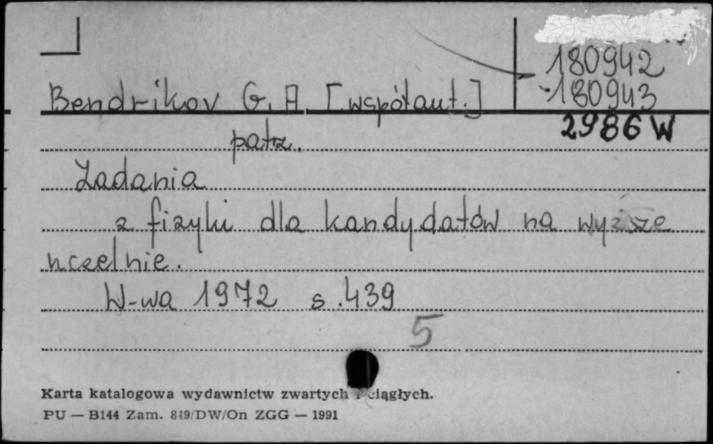 180942
-180943
Bendrikov G. A. [współaut.]
2986 W
patrz.
Zadania
z fizyki dla kandydatów na wyższe
uczelnie.
W-wa 1972 s. 439
5
Karta katalogowa wydawnictw zwartych i ciągłych.
PU — B144 Zam. 849/DW/On ZGG — 1991